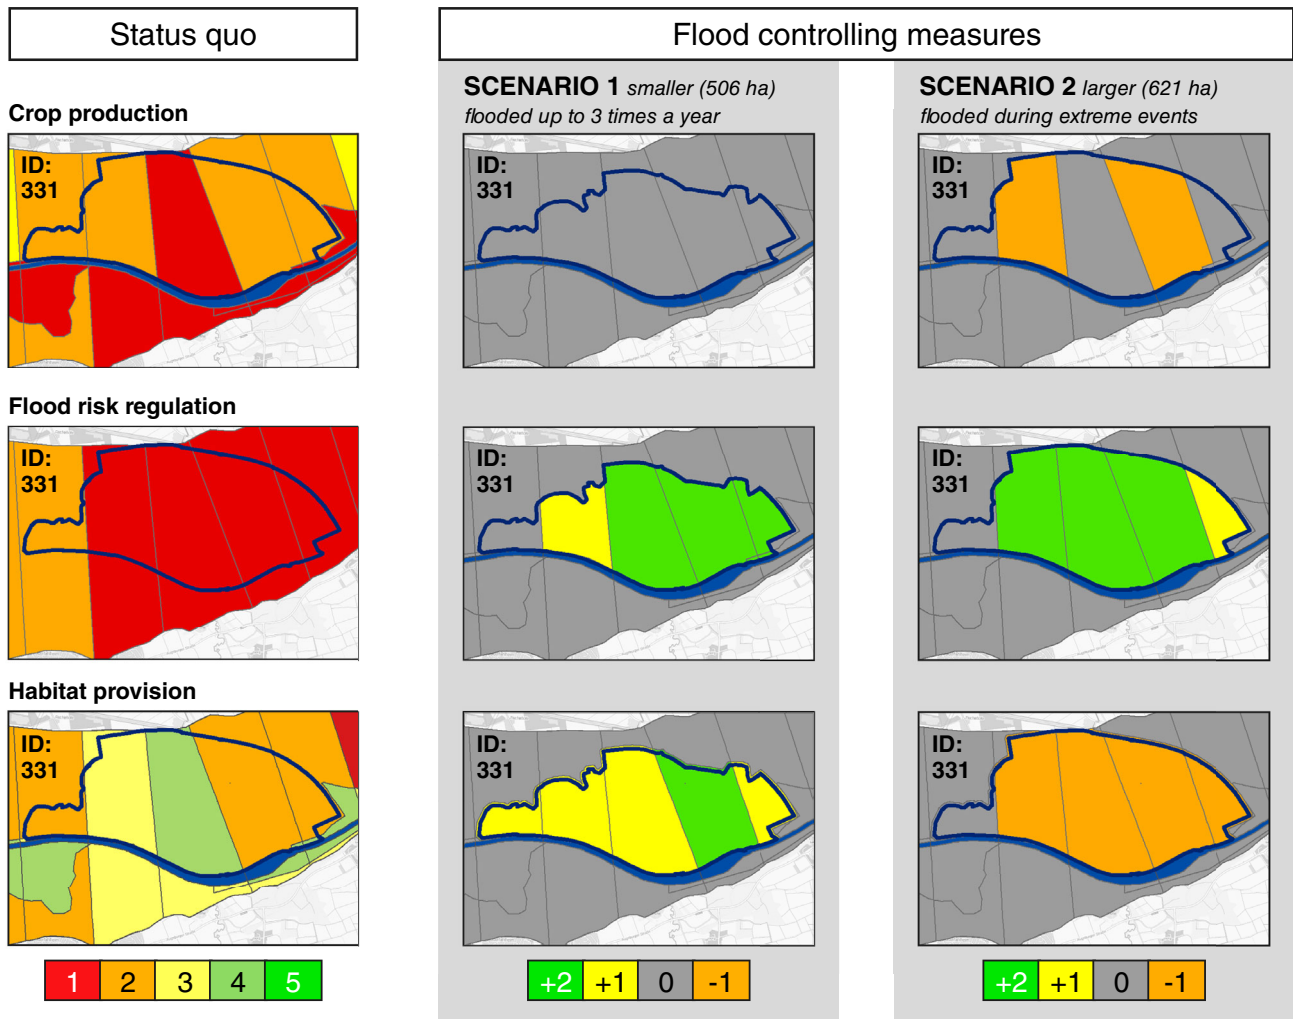 Status quo
Flood controlling measures
SCENARIO 1 smaller (506 ha)
flooded up to 3 times a year
SCENARIO 2 larger (621 ha)
flooded during extreme events
Crop production
ID:
331
ID:
331
ID:
331
Flood risk regulation
ID:
331
ID:
331
ID:
331
Habitat provision
ID:
331
ID:
331
ID:
331
1 2 3 4 5
+2 +1 0 -1
+2 +1 0 -1